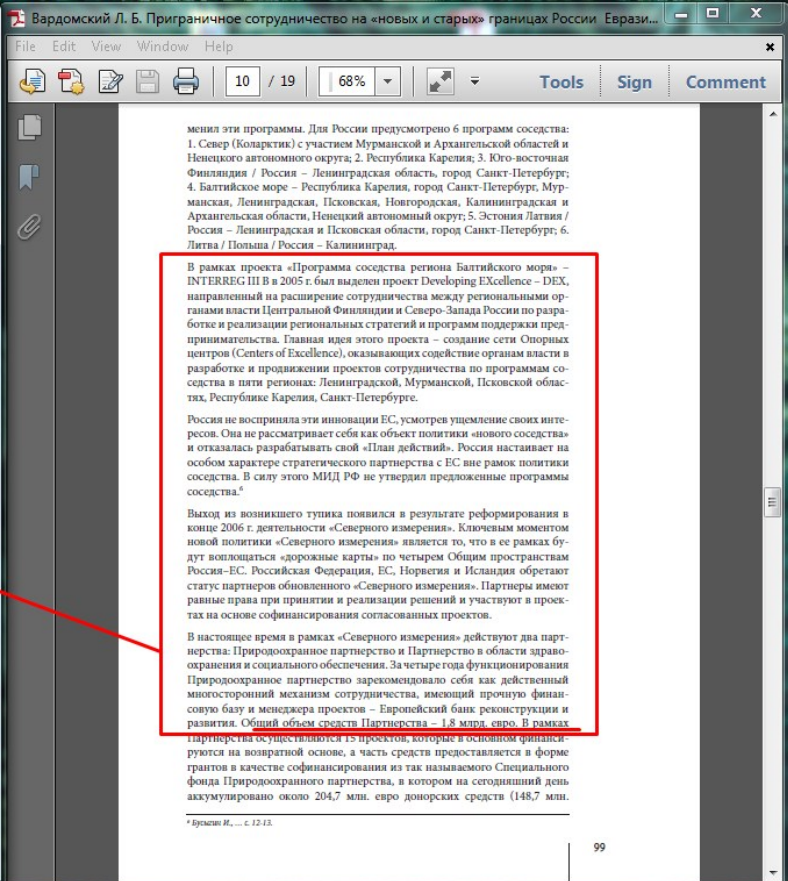 Вардомский Л. Б. Приграничное сотрудничество на «новых и старых» границах России Еврази...
File Edit View Window Help
10 / 19 68% Tools Sign Comment
менил эти программы. Для России предусмотрено 6 программ соседства:
1. Север (Коларктик) с участием Мурманской и Архангельской областей и
Ненецкого автономного округа; 2. Республика Карелия; 3. Юго-восточная
Финляндия / Россия – Ленинградская область, город Санкт-Петербург;
4. Балтийское море – Республика Карелия, город Санкт-Петербург, Мур-
манская, Ленинградская, Псковская, Новгородская, Калининградская и
Архангельская области, Ненецкий автономный округ; 5. Эстония Латвия /
Россия – Ленинградская и Псковская области, город Санкт-Петербург; 6.
Литва / Польша / Россия – Калининград.
В рамках проекта «Программа соседства региона Балтийского моря» –
INTERREG III B в 2005 г. был выделен проект Developing EXcellence – DEX,
направленный на расширение сотрудничества между региональными ор-
ганами власти Центральной Финляндии и Северо-Запада России по разра-
ботке и реализации региональных стратегий и программ поддержки пред-
принимательства. Главная идея этого проекта – создание сети Опорных
центров (Centers of Excellence), оказывающих содействие органам власти в
разработке и продвижении проектов сотрудничества по программам со-
седства в пяти регионах: Ленинградской, Мурманской, Псковской облас-
тях, Республике Карелия, Санкт-Петербурге.
Россия не восприняла эти инновации ЕС, усмотрев ущемление своих инте-
ресов. Она не рассматривает себя как объект политики «нового соседства»
и отказалась разрабатывать свой «План действий». Россия настаивает на
особом характере стратегического партнерства с ЕС вне рамок политики
соседства. В силу этого МИД РФ не утвердил предложенные программы
соседства.⁶
Выход из возникшего тупика появился в результате реформирования в
конце 2006 г. деятельности «Северного измерения». Ключевым моментом
новой политики «Северного измерения» является то, что в ее рамках бу-
дут воплощаться «дорожные карты» по четырем Общим пространствам
Россия–ЕС. Российская Федерация, ЕС, Норвегия и Исландия обретают
статус партнеров обновленного «Северного измерения». Партнеры имеют
равные права при принятии и реализации решений и участвуют в проек-
тах на основе софинансирования согласованных проектов.
В настоящее время в рамках «Северного измерения» действуют два парт-
нерства: Природоохранное партнерство и Партнерство в области здраво-
охранения и социального обеспечения. За четыре года функционирования
Природоохранное партнерство зарекомендовало себя как действенный
многосторонний механизм сотрудничества, имеющий прочную финан-
совую базу и менеджера проектов – Европейский банк реконструкции и
развития. Общий объем средств Партнерства – 1,8 млрд. евро. В рамках
Партнерства осуществляются 15 проектов, которые в основном финанси-
руются на возвратной основе, а часть средств предоставляется в форме
грантов в качестве софинансирования из так называемого Специального
фонда Природоохранного партнерства, в котором на сегодняшний день
аккумулировано около 204,7 млн. евро донорских средств (148,7 млн.
⁶ Бусыгин И., ... с. 12-13.
99